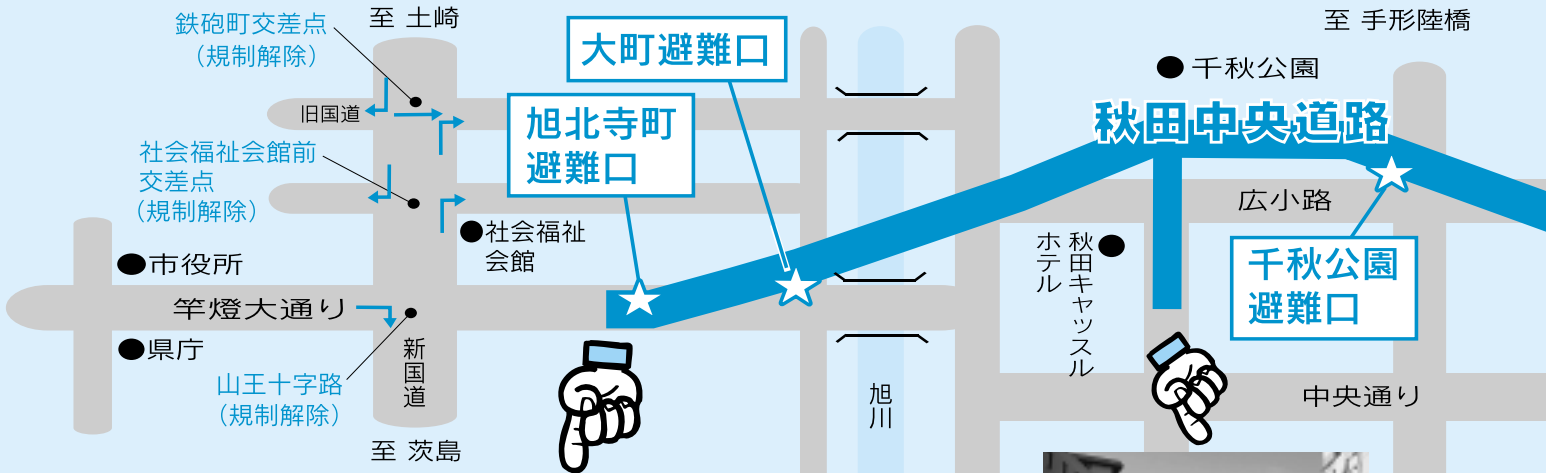 至 土崎
鉄砲町交差点
（規制解除）
旧国道
社会福祉会館前
交差点
（規制解除）
社会福祉
会館
市役所
竿燈大通り
県庁
山王十字路
（規制解除）
新国道
至 茨島
旭北寺町
避難口
大町避難口
旭川
至 手形陸橋
千秋公園
秋田中央道路
広小路
秋田キャッスル
ホテル
千秋公園
避難口
中央通り